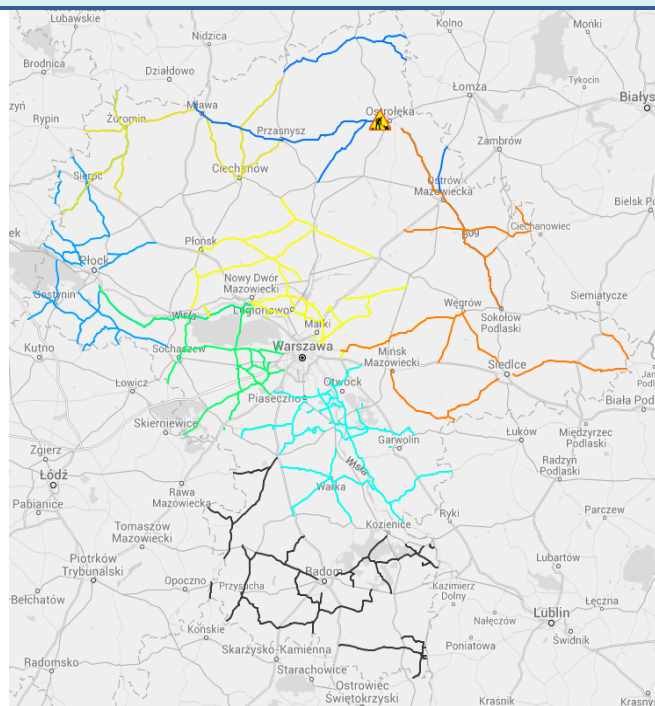 Lubawskie
Nidzica
Kolno
Mońki
Brodnica
Działdowo
Łomża
Tykocin
Białys
Rypin
Żuromin
Mława
Przasnysz
Ostrołęka
Zambrów
Sierpc
Ciechanów
Ostrów
Mazowiecka
Bielsk Po
Ciechanowiec
Płońsk
Bug
Płock
Nowy Dwór
Mazowiecki
Gostynin
Wisła
Legionowo
Węgrów
Siemiatycze
Marki
Sokołów
Podlaski
Kutno
Sochaczew
Warszawa
Mińsk
Mazowiecki
Siedlce
Łowicz
Otwock
Piaseczno
Biała Pod
Skierniewice
Garwolin
Łuków
Międzyrzec
Podlaski
Zgierz
Łódź
Pabianice
Rawa
Mazowiecka
Wisła
Warka
Radzyń
Podlaski
Ryki
Parczew
Tomaszów
Mazowiecki
Kozienice
Piotrków
Trybunalski
Opoczno
Przysucha
Radom
Lubartów
Bełchatów
Kazimierz
Dolny
Nałęczów
Lublin
Łęczna
Świdnik
Końskie
Poniatowa
Radomsko
Skarżysko-Kamienna
Starachowice
Ostrowiec
Świętokrzyski
Kraśnik
Krasny